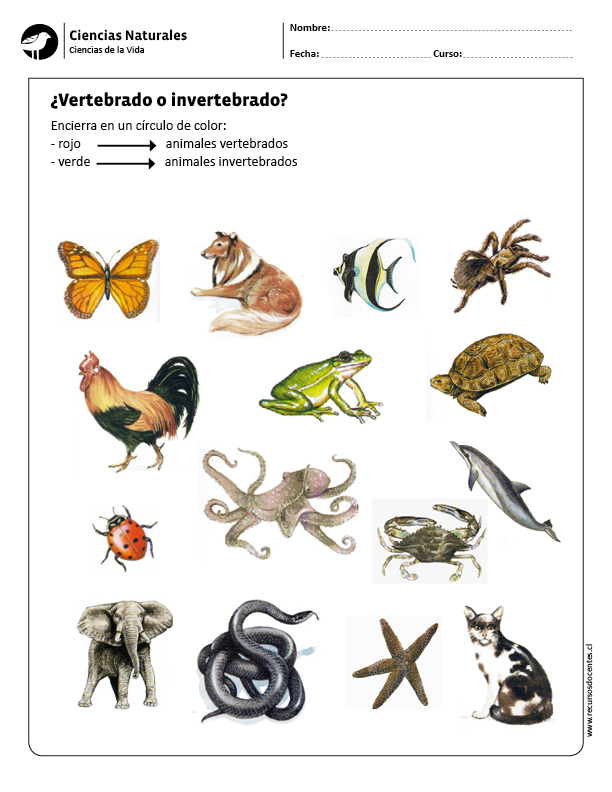 Ciencias Naturales
Ciencias de la Vida
Nombre:
Fecha: Curso:
¿Vertebrado o invertebrado?
Encierra en un círculo de color:
- rojo animales vertebrados
- verde animales invertebrados
www.recursosdocentes.cl